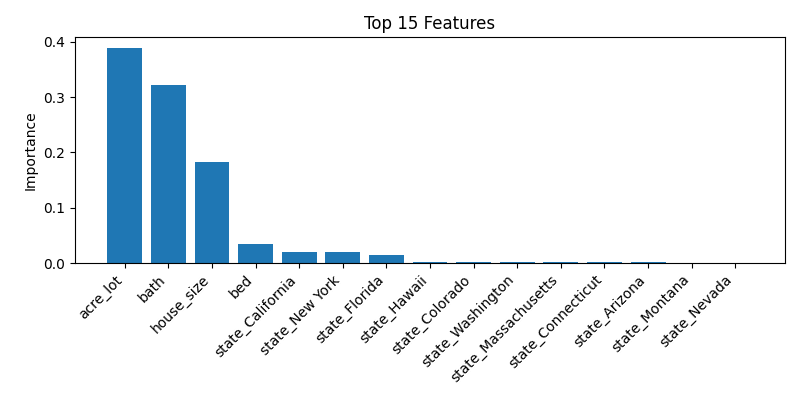 Top 15 Features
Importance
0.4
0.3
0.2
0.1
0.0
acre_lot
bath
house_size
bed
state_California
state_New York
state_Florida
state_Hawaii
state_Colorado
state_Washington
state_Massachusetts
state_Connecticut
state_Arizona
state_Montana
state_Nevada